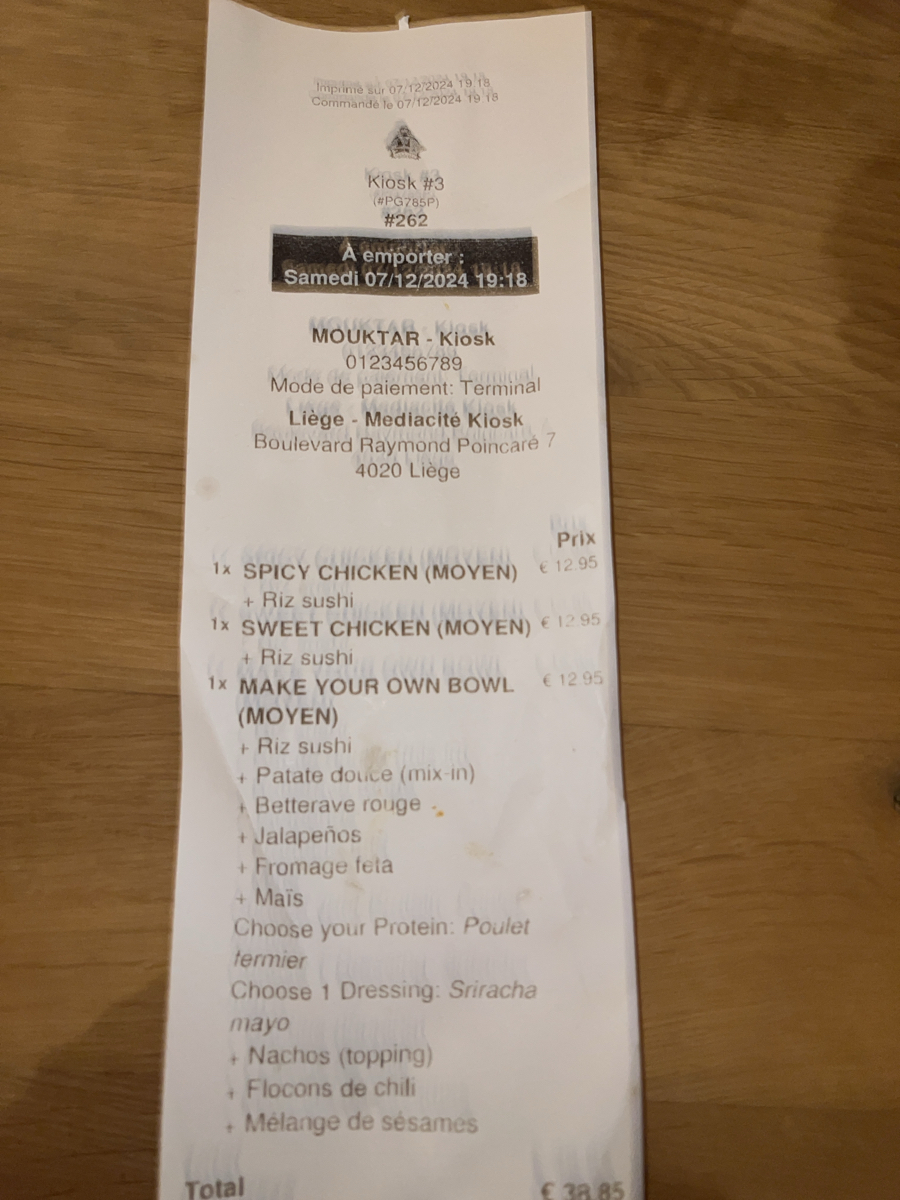 Imprimé sur 07/12/2024 19:18
Commandé le 07/12/2024 19:18
Kiosk #3
(#PG785P)
#262
À emporter :
Samedi 07/12/2024 19:18
MOUKTAR - Kiosk
0123456789
Mode de paiement: Terminal
Liège - Mediacité Kiosk
Boulevard Raymond Poincaré 7
4020 Liège
Prix
1x SPICY CHICKEN (MOYEN) € 12.95
+ Riz sushi
1x SWEET CHICKEN (MOYEN) € 12.95
+ Riz sushi
1x MAKE YOUR OWN BOWL € 12.95
(MOYEN)
+ Riz sushi
+ Patate douce (mix-in)
+ Betterave rouge
+ Jalapeños
+ Fromage feta
+ Maïs
Choose your Protein: Poulet
fermier
Choose 1 Dressing: Sriracha
mayo
+ Nachos (topping)
+ Flocons de chili
+ Mélange de sésames
Total € 38.85